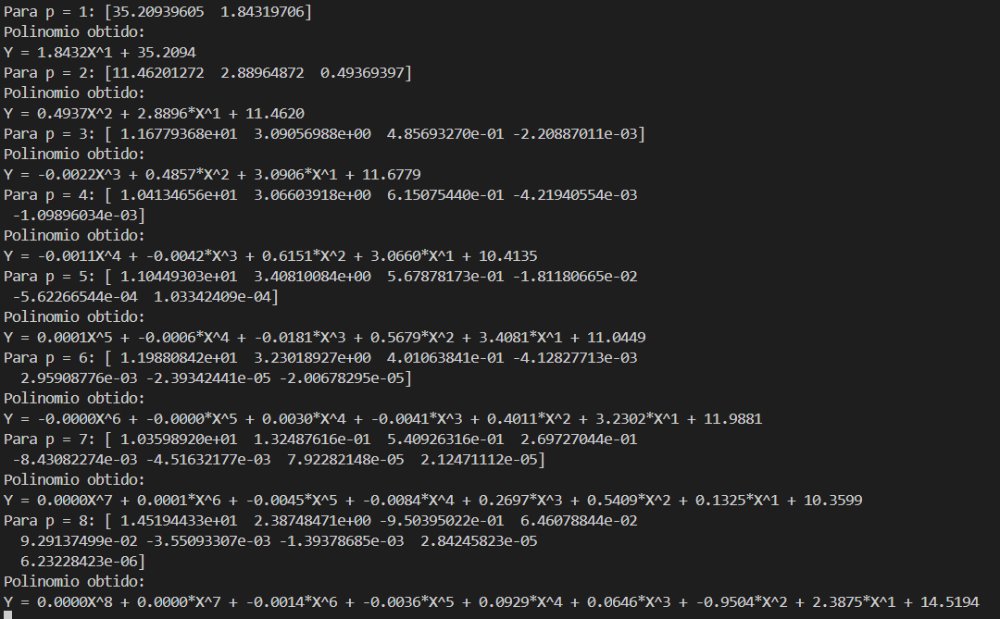 Para p = 1: [35.20939605  1.84319706]
Polinomio obtido:
Y = 1.8432X^1 + 35.2094
Para p = 2: [11.46201272  2.88964872  0.49369397]
Polinomio obtido:
Y = 0.4937X^2 + 2.8896*X^1 + 11.4620
Para p = 3: [ 1.16779368e+01  3.09056988e+00  4.85693270e-01 -2.20887011e-03]
Polinomio obtido:
Y = -0.0022X^3 + 0.4857*X^2 + 3.0906*X^1 + 11.6779
Para p = 4: [ 1.04134656e+01  3.06603918e+00  6.15075440e-01 -4.21940554e-03
 -1.09896034e-03]
Polinomio obtido:
Y = -0.0011X^4 + -0.0042*X^3 + 0.6151*X^2 + 3.0660*X^1 + 10.4135
Para p = 5: [ 1.10449303e+01  3.40810084e+00  5.67878173e-01 -1.81180665e-02
 -5.62266544e-04  1.03342409e-04]
Polinomio obtido:
Y = 0.0001X^5 + -0.0006*X^4 + -0.0181*X^3 + 0.5679*X^2 + 3.4081*X^1 + 11.0449
Para p = 6: [ 1.19880842e+01  3.23018927e+00  4.01063841e-01 -4.12827713e-03
  2.95908776e-03 -2.39342441e-05 -2.00678295e-05]
Polinomio obtido:
Y = -0.0000X^6 + -0.0000*X^5 + 0.0030*X^4 + -0.0041*X^3 + 0.4011*X^2 + 3.2302*X^1 + 11.9881
Para p = 7: [ 1.03598920e+01  1.32487616e-01  5.40926316e-01  2.69727044e-01
 -8.43082274e-03 -4.51632177e-03  7.92282148e-05  2.12471112e-05]
Polinomio obtido:
Y = 0.0000X^7 + 0.0001*X^6 + -0.0045*X^5 + -0.0084*X^4 + 0.2697*X^3 + 0.5409*X^2 + 0.1325*X^1 + 10.3599
Para p = 8: [ 1.45194433e+01  2.38748471e+00 -9.50395022e-01  6.46078844e-02
  9.29137499e-02 -3.55093307e-03 -1.39378685e-03  2.84245823e-05
  6.23228423e-06]
Polinomio obtido:
Y = 0.0000X^8 + 0.0000*X^7 + -0.0014*X^6 + -0.0036*X^5 + 0.0929*X^4 + 0.0646*X^3 + -0.9504*X^2 + 2.3875*X^1 + 14.5194